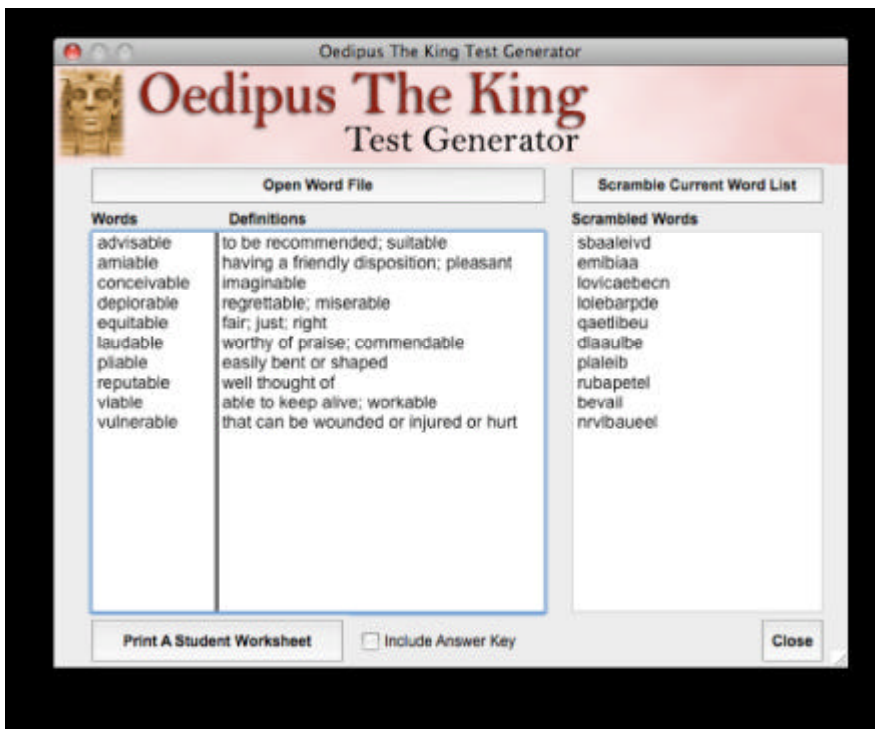 Oedipus The King Test Generator
Oedipus The King
Test Generator
Open Word File
Scramble Current Word List
Words Definitions Scrambled Words
advisable to be recommended; suitable sbaaleivd
amiable having a friendly disposition; pleasant emlbiaa
conceivable imaginable lovicaebecn
deplorable regrettable; miserable lolebarpde
equitable fair; just; right qaetlibeu
laudable worthy of praise; commendable dlaaulbe
pliable easily bent or shaped plaleib
reputable well thought of rubapetel
viable able to keep alive; workable bevail
vulnerable that can be wounded or injured or hurt nrvlbaueel
Print A Student Worksheet Include Answer Key Close